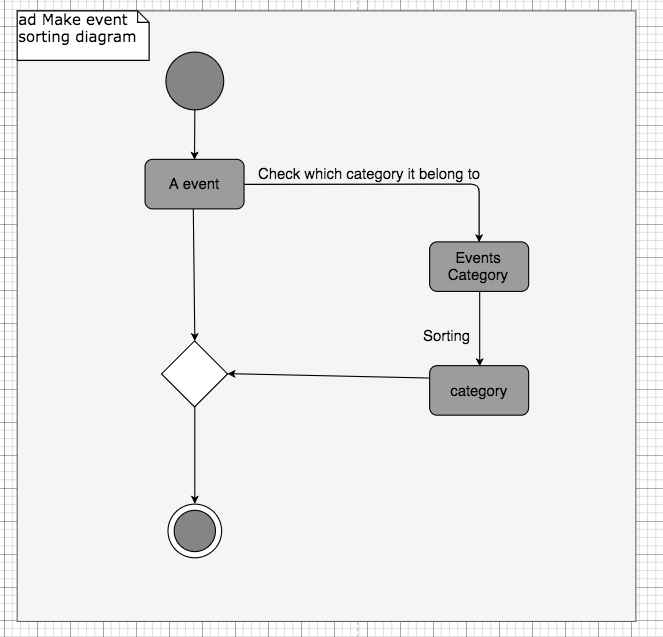 ad Make event
sorting diagram
A event
Check which category it belong to
Events
Category
Sorting
category